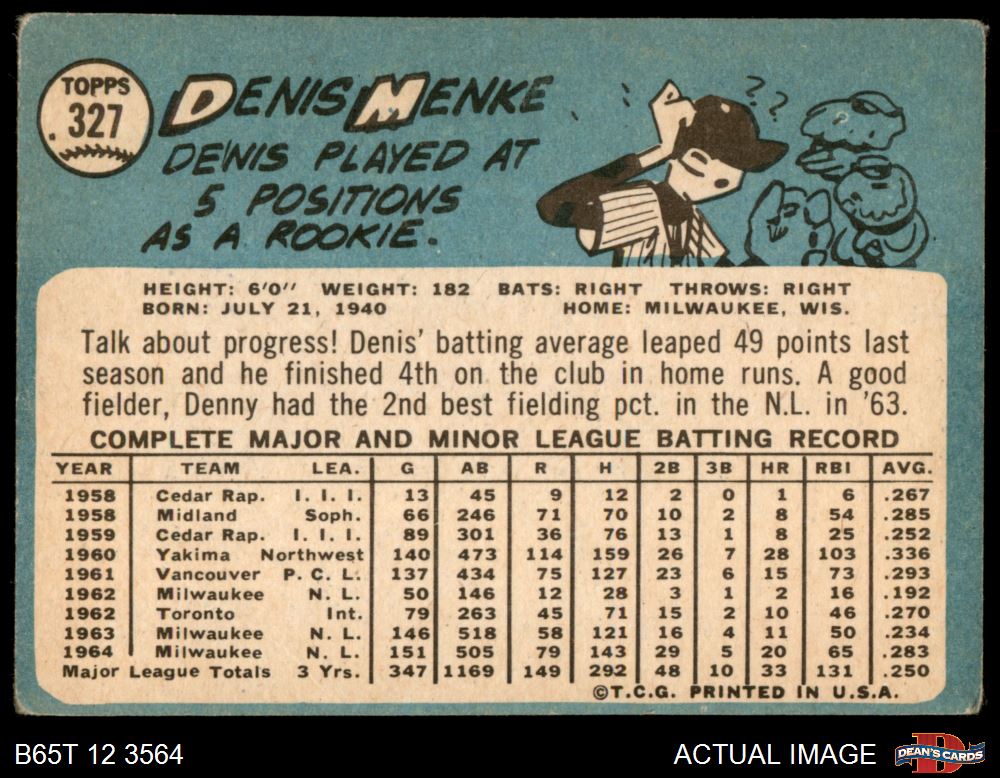 TOPPS
327
DENIS MENKE
DENIS PLAYED AT
5 POSITIONS
AS A ROOKIE.
??
?
HEIGHT: 6'0" WEIGHT: 182 BATS: RIGHT THROWS: RIGHT
BORN: JULY 21, 1940 HOME: MILWAUKEE, WIS.
Talk about progress! Denis' batting average leaped 49 points last
season and he finished 4th on the club in home runs. A good
fielder, Denny had the 2nd best fielding pct. in the N.L. in '63.
COMPLETE MAJOR AND MINOR LEAGUE BATTING RECORD
YEAR TEAM LEA. G AB R H 2B 3B HR RBI AVG.
1958 Cedar Rap. I. I. I. 13 45 9 12 2 0 1 6 .267
1958 Midland Soph. 66 246 71 70 10 2 8 54 .285
1959 Cedar Rap. I. I. I. 89 301 36 76 13 1 8 25 .252
1960 Yakima Northwest 140 473 114 159 26 7 28 103 .336
1961 Vancouver P. C. L. 137 434 75 127 23 6 15 73 .293
1962 Milwaukee N. L. 50 146 12 28 3 1 2 16 .192
1962 Toronto Int. 79 263 45 71 15 2 10 46 .270
1963 Milwaukee N. L. 146 518 58 121 16 4 11 50 .234
1964 Milwaukee N. L. 151 505 79 143 29 5 20 65 .283
Major League Totals 3 Yrs. 347 1169 149 292 48 10 33 131 .250
©T.C.G. PRINTED IN U.S.A.
B65T 12 3564 ACTUAL IMAGE DEAN'S CARDS